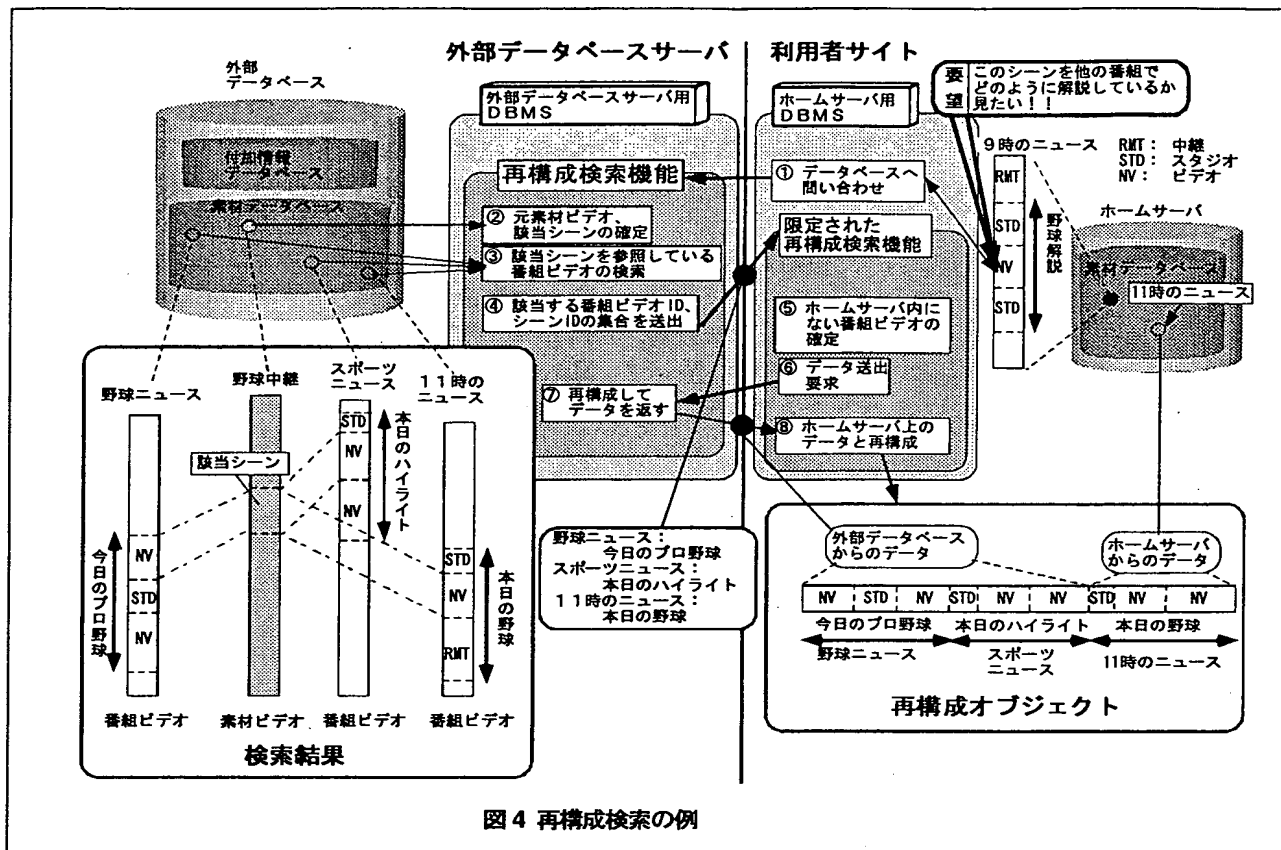 外部データベースサーバ
利用者サイト
外部
データベース
付加情報
データベース
素材データベース
外部データベースサーバ用
DBMS
再構成検索機能
② 元素材ビデオ、
該当シーンの確定
③ 該当シーンを参照している
番組ビデオの検索
④ 該当する番組ビデオID、
シーンIDの集合を送出
⑦ 再構成して
データを返す
ホームサーバ用
DBMS
① データベースへ
問い合わせ
限定された
再構成検索機能
⑤ ホームサーバ内に
ない番組ビデオの
確定
⑥ データ送出
要求
⑧ ホームサーバ上の
データと再構成
要望
このシーンを他の番組で
どのように解説しているか
見たい！！
9時のニュース
RMT： 中継
STD： スタジオ
NV： ビデオ
RMT
STD
NV
STD
野球解説
ホームサーバ
素材データベース
11時のニュース
野球ニュース
野球中継
スポーツ
ニュース
11時の
ニュース
該当シーン
NV
STD
NV
今日のプロ野球
STD
NV
NV
本日のハイライト
STD
NV
RMT
本日の野球
番組ビデオ
素材ビデオ
番組ビデオ
番組ビデオ
検索結果
野球ニュース：
今日のプロ野球
スポーツニュース：
本日のハイライト
11時のニュース：
本日の野球
外部データベース
からのデータ
ホームサーバ
からのデータ
NV STD NV STD NV NV STD NV NV
今日のプロ野球 本日のハイライト 本日の野球
野球ニュース
スポーツ
ニュース
11時のニュース
再構成オブジェクト
図4 再構成検索の例